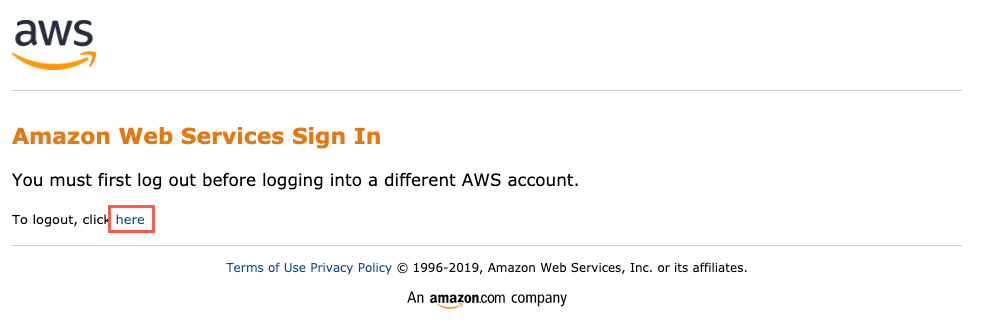 aws
Amazon Web Services Sign In
You must first log out before logging into a different AWS account.
To logout, click here
Terms of Use Privacy Policy © 1996-2019, Amazon Web Services, Inc. or its affiliates.
An amazon.com company